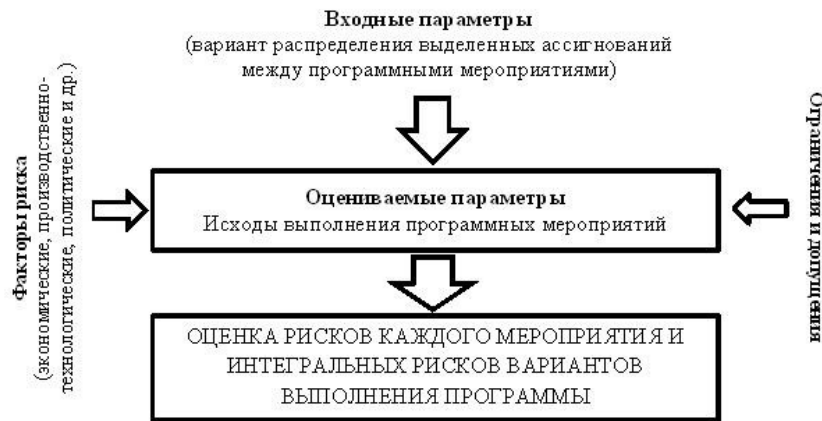 Входные параметры
(вариант распределения выделенных ассигнований
между программными мероприятиями)
Факторы риска
(экономические, производственно-
технологические, политические и др.)
Оцениваемые параметры
Исходы выполнения программных мероприятий
Ограничения и допущения
ОЦЕНКА РИСКОВ КАЖДОГО МЕРОПРИЯТИЯ И
ИНТЕГРАЛЬНЫХ РИСКОВ ВАРИАНТОВ
ВЫПОЛНЕНИЯ ПРОГРАММЫ